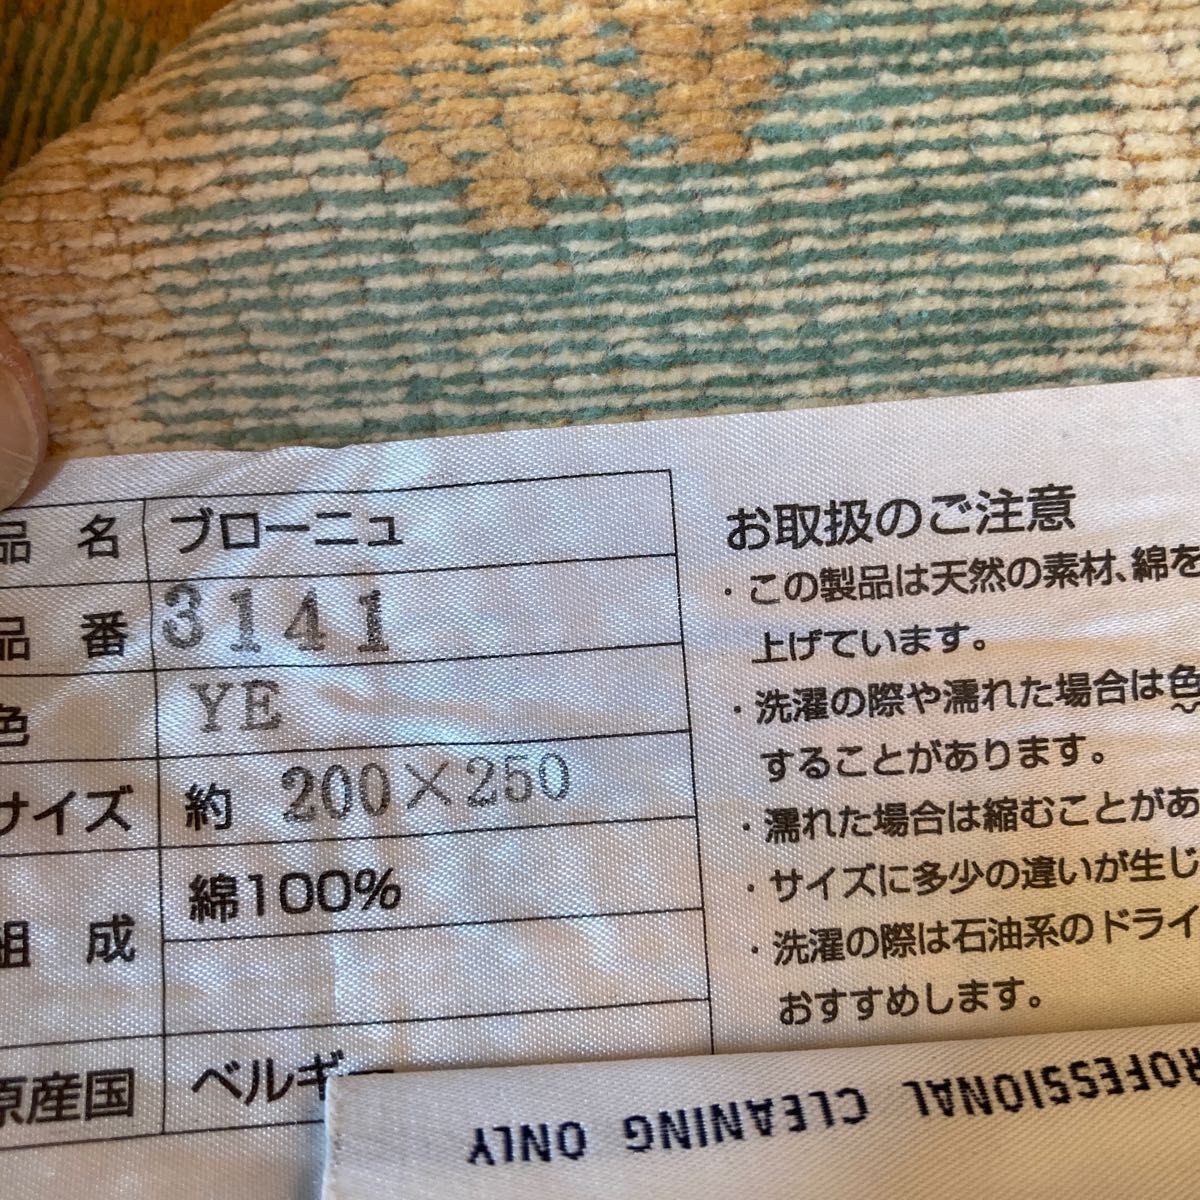 品 名 ブローニュ
品 番 3141
色 YE
サイズ 約 200×250
組 成 綿100%
原産国 ベルギー
お取扱のご注意
・この製品は天然の素材、綿を
上げています。
・洗濯の際や濡れた場合は色
することがあります。
・濡れた場合は縮むことがあ
・サイズに多少の違いが生じ
・洗濯の際は石油系のドライ
おすすめします。
PROFESSIONAL CLEANING ONLY